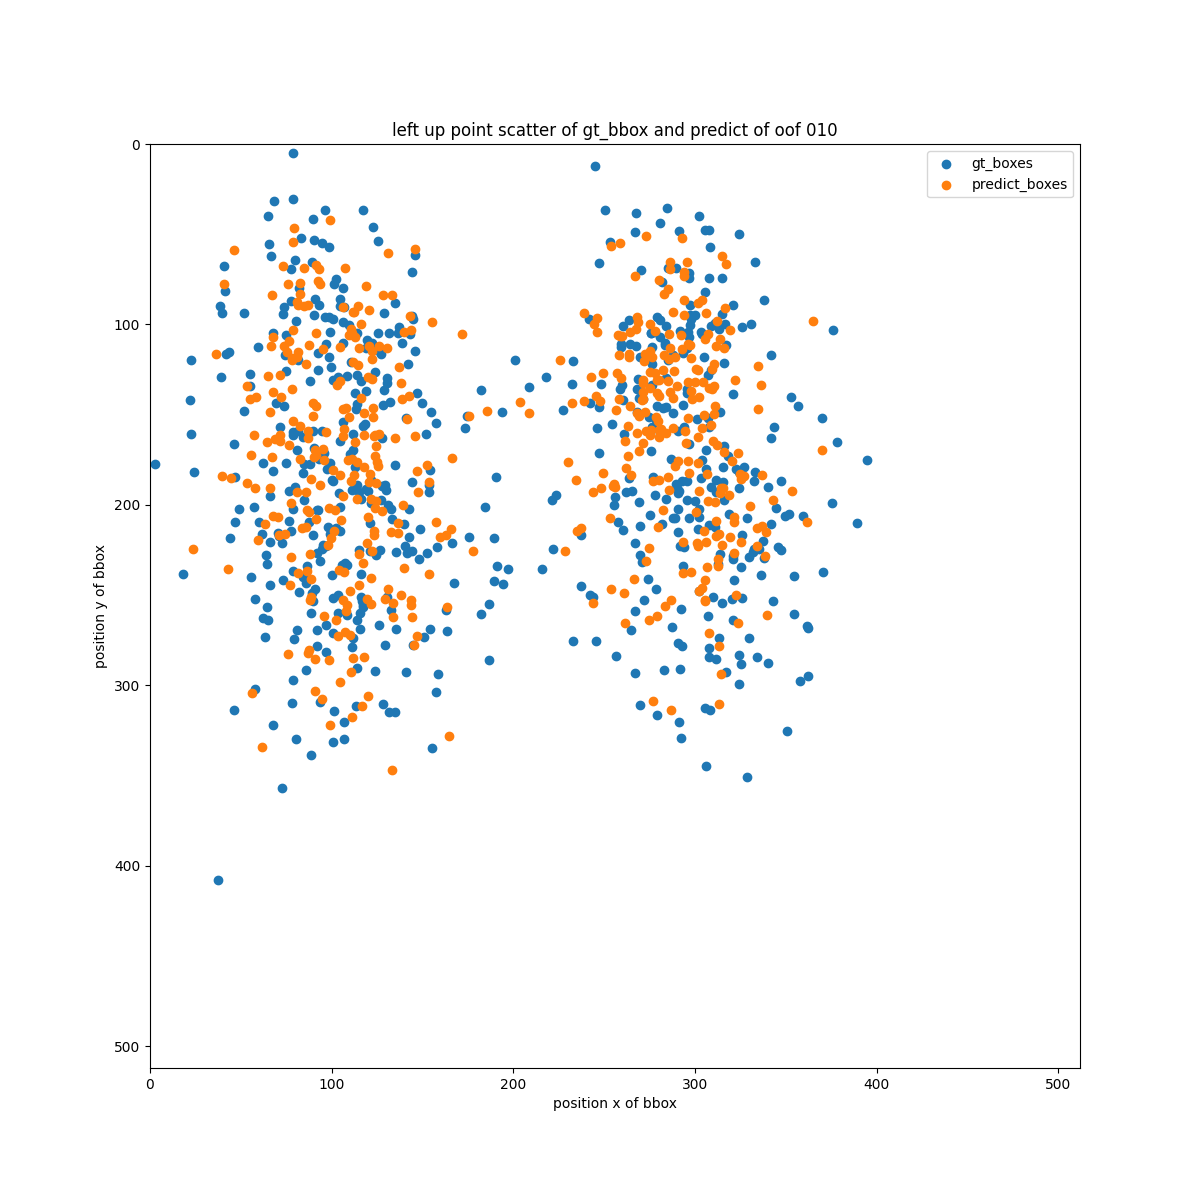 left up point scatter of gt_bbox and predict of oof 010
gt_boxes
predict_boxes
0
100
200
300
400
500
position y of bbox
0
100
200
300
400
500
position x of bbox